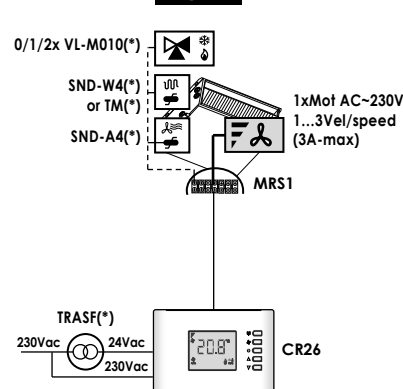 0/1/2x VL-M010(*)
SND-W4(*)
or TM(*)
SND-A4(*)
1xMot AC~230V
1...3Vel/speed
(3A-max)
MRS1
TRASF(*)
230Vac
24Vac
230Vac
20.8°
CR26